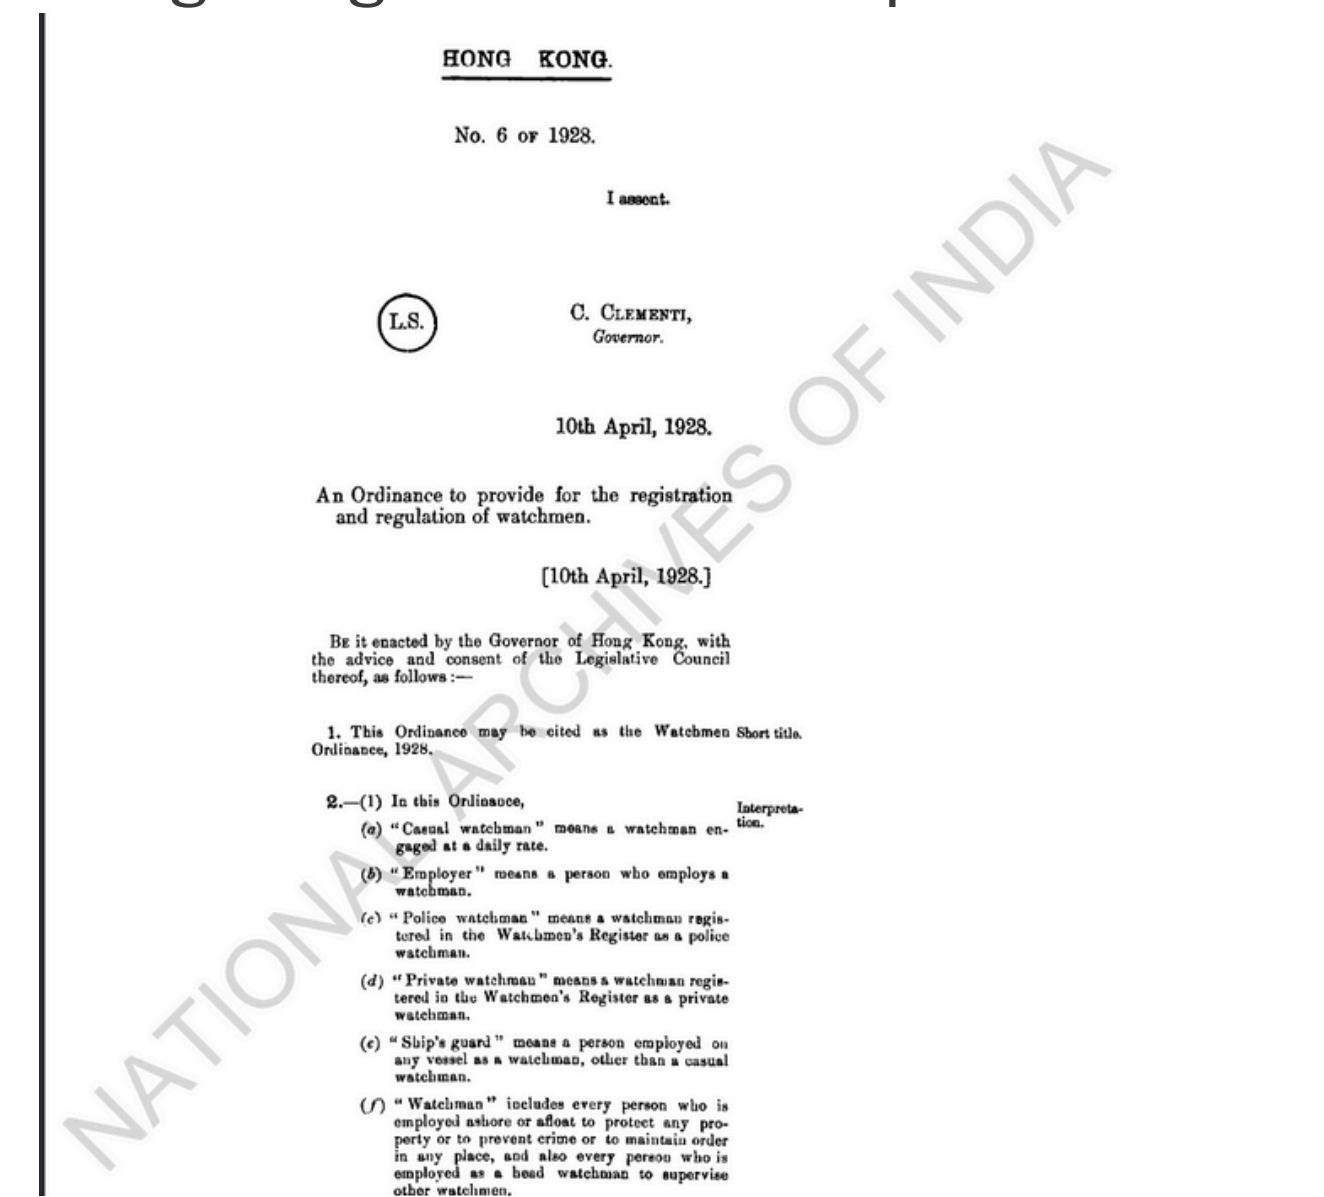 HONG KONG.
No. 6 OF 1928.
I assent.
L.S.
C. CLEMENTI,
Governor.
10th April, 1928.
An Ordinance to provide for the registration
and regulation of watchmen.
[10th April, 1928.]
BE it enacted by the Governor of Hong Kong, with
the advice and consent of the Legislative Council
thereof, as follows :—
1. This Ordinance may be cited as the Watchmen Short title.
Ordinance, 1928.
2.—(1) In this Ordinance,
Interpreta-
tion.
(a) “Casual watchman” means a watchman en-
gaged at a daily rate.
(b) “Employer” means a person who employs a
watchman.
(c) “Police watchman” means a watchman regis-
tered in the Watchmen's Register as a police
watchman.
(d) “Private watchman” means a watchman regis-
tered in the Watchmen's Register as a private
watchman.
(e) “Ship's guard” means a person employed on
any vessel as a watchman, other than a casual
watchman.
(f) “Watchman” includes every person who is
employed ashore or afloat to protect any pro-
perty or to prevent crime or to maintain order
in any place, and also every person who is
employed as a head watchman to supervise
other watchmen.
NATIONAL ARCHIVES OF INDIA